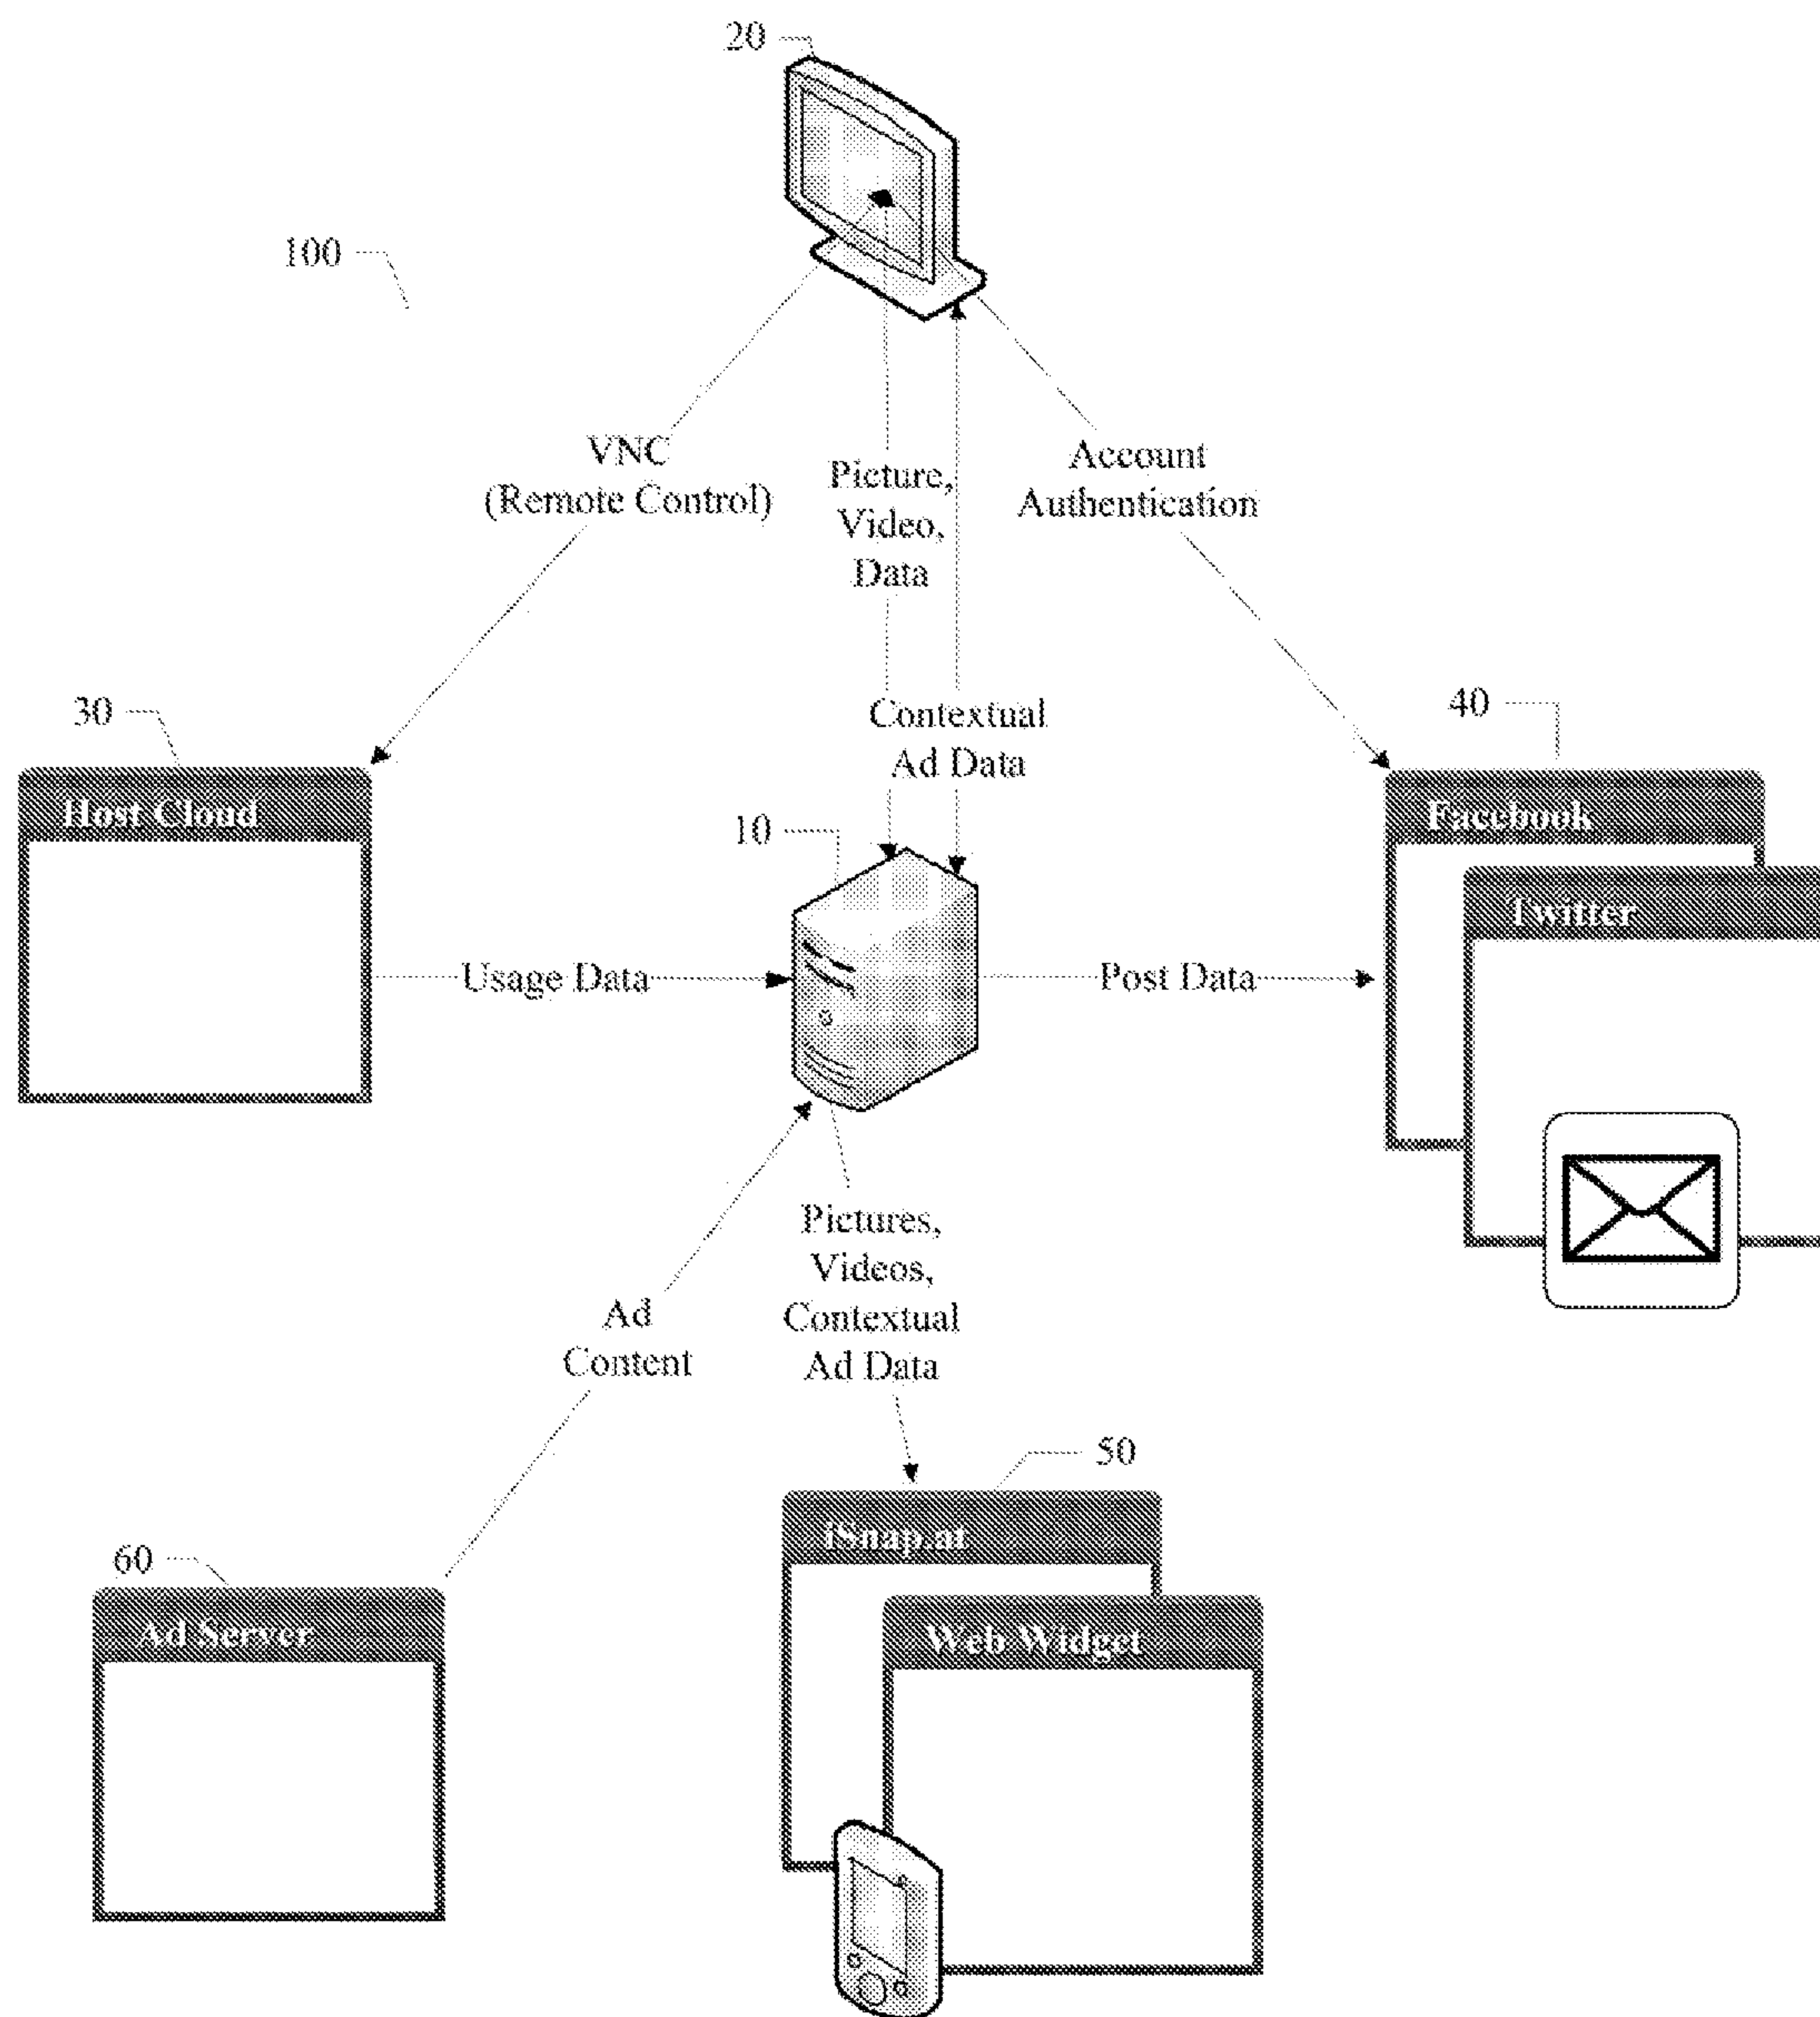 20
100
VNC
(Remote Control)
Picture,
Video,
Data
Account
Authentication
30
Contextual
Ad Data
40
Host Cloud
10
Facebook
Twitter
Usage Data
Post Data
Pictures,
Videos,
Contextual
Ad Data
Ad
Content
50
iSnap.at
60
Ad Server
Web Widget